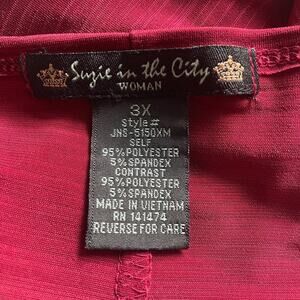 Suzie in the City
WOMAN
3X
Style#
JNS-5150XM
SELF
95%POLYESTER
5%SPANDEX
CONTRAST
95%POLYESTER
5%SPANDEX
MADE IN VIETNAM
RN 141474
REVERSE FOR CARE